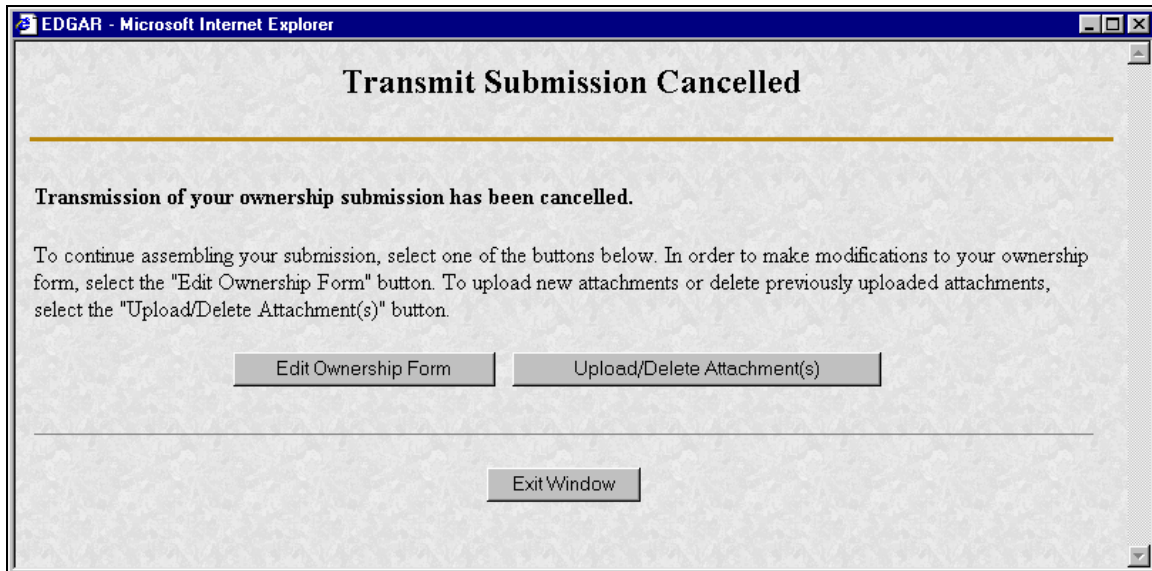 EDGAR - Microsoft Internet Explorer
Transmit Submission Cancelled
Transmission of your ownership submission has been cancelled.
To continue assembling your submission, select one of the buttons below. In order to make modifications to your ownership
form, select the "Edit Ownership Form" button. To upload new attachments or delete previously uploaded attachments,
select the "Upload/Delete Attachment(s)" button.
Edit Ownership Form Upload/Delete Attachment(s)
Exit Window